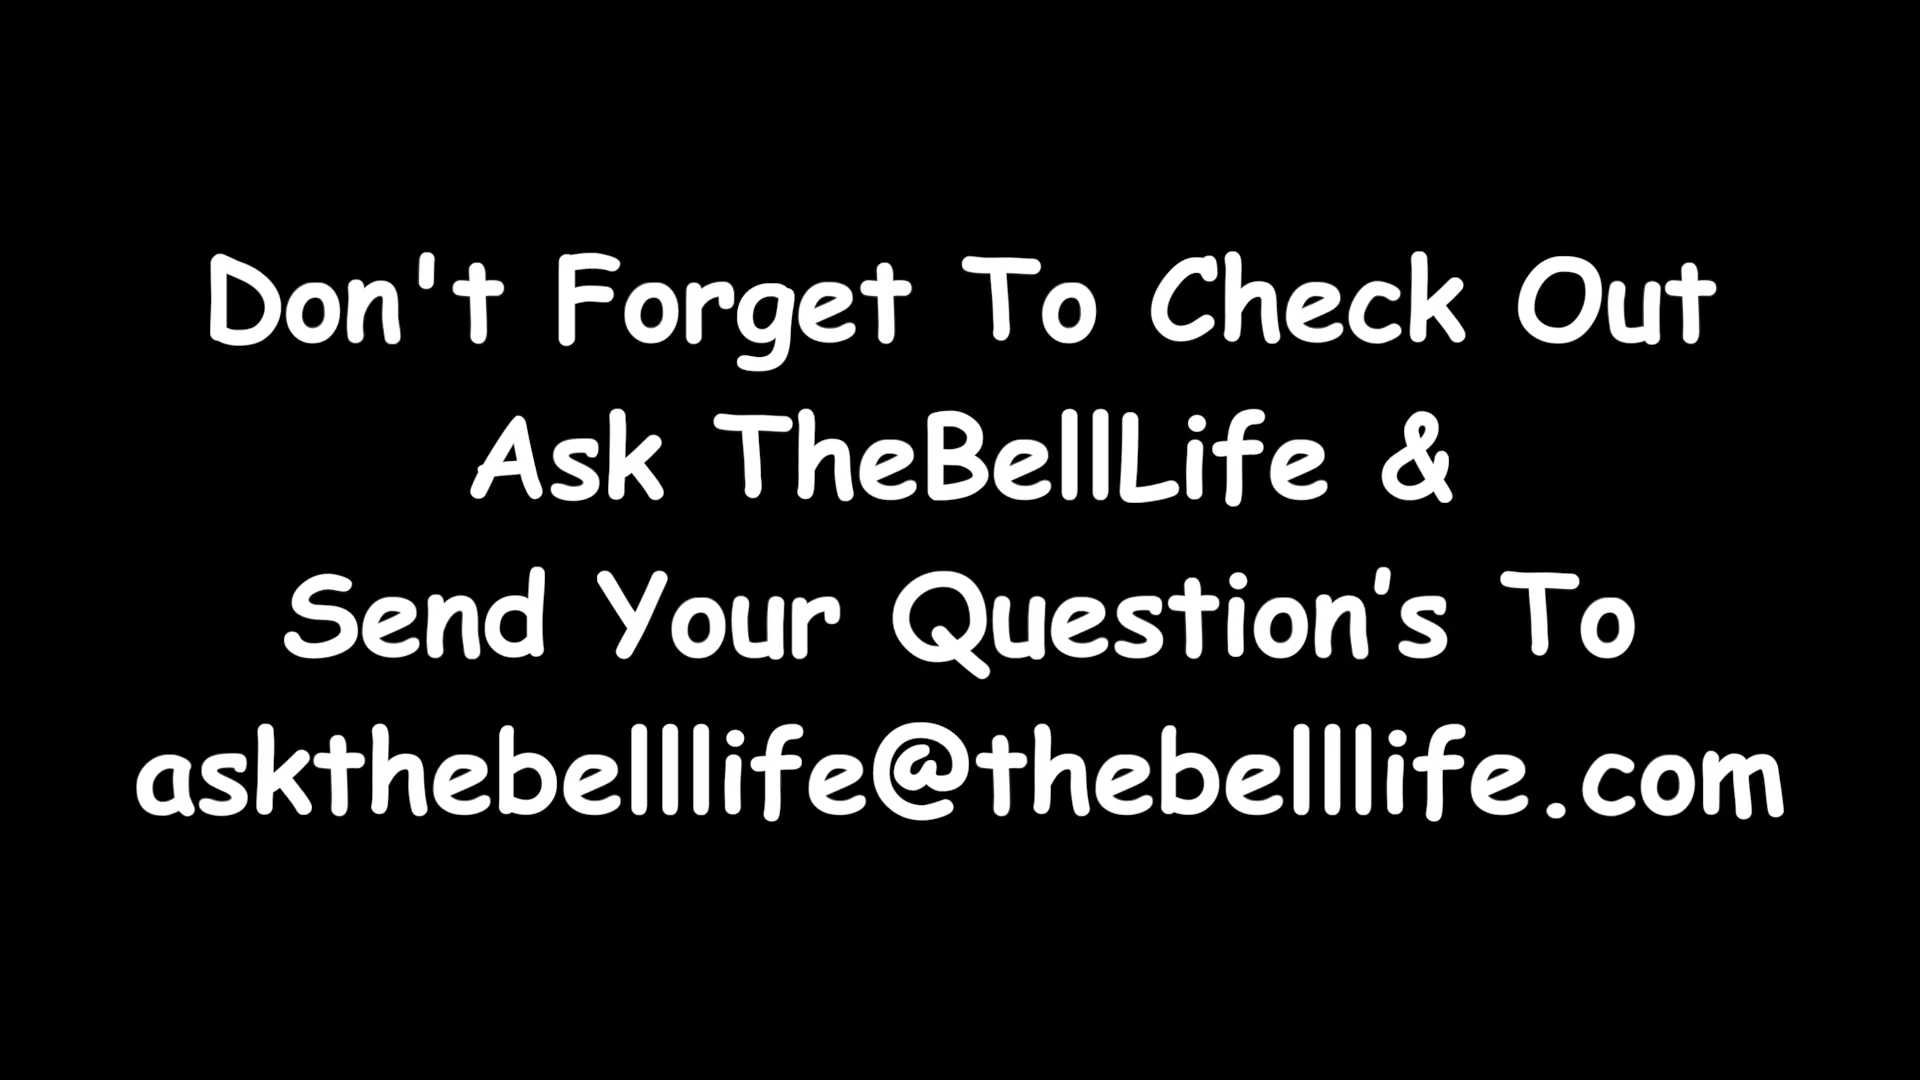 Don't Forget To Check Out
Ask TheBellLife &
Send Your Question's To
askthebelllife@thebelllife.com